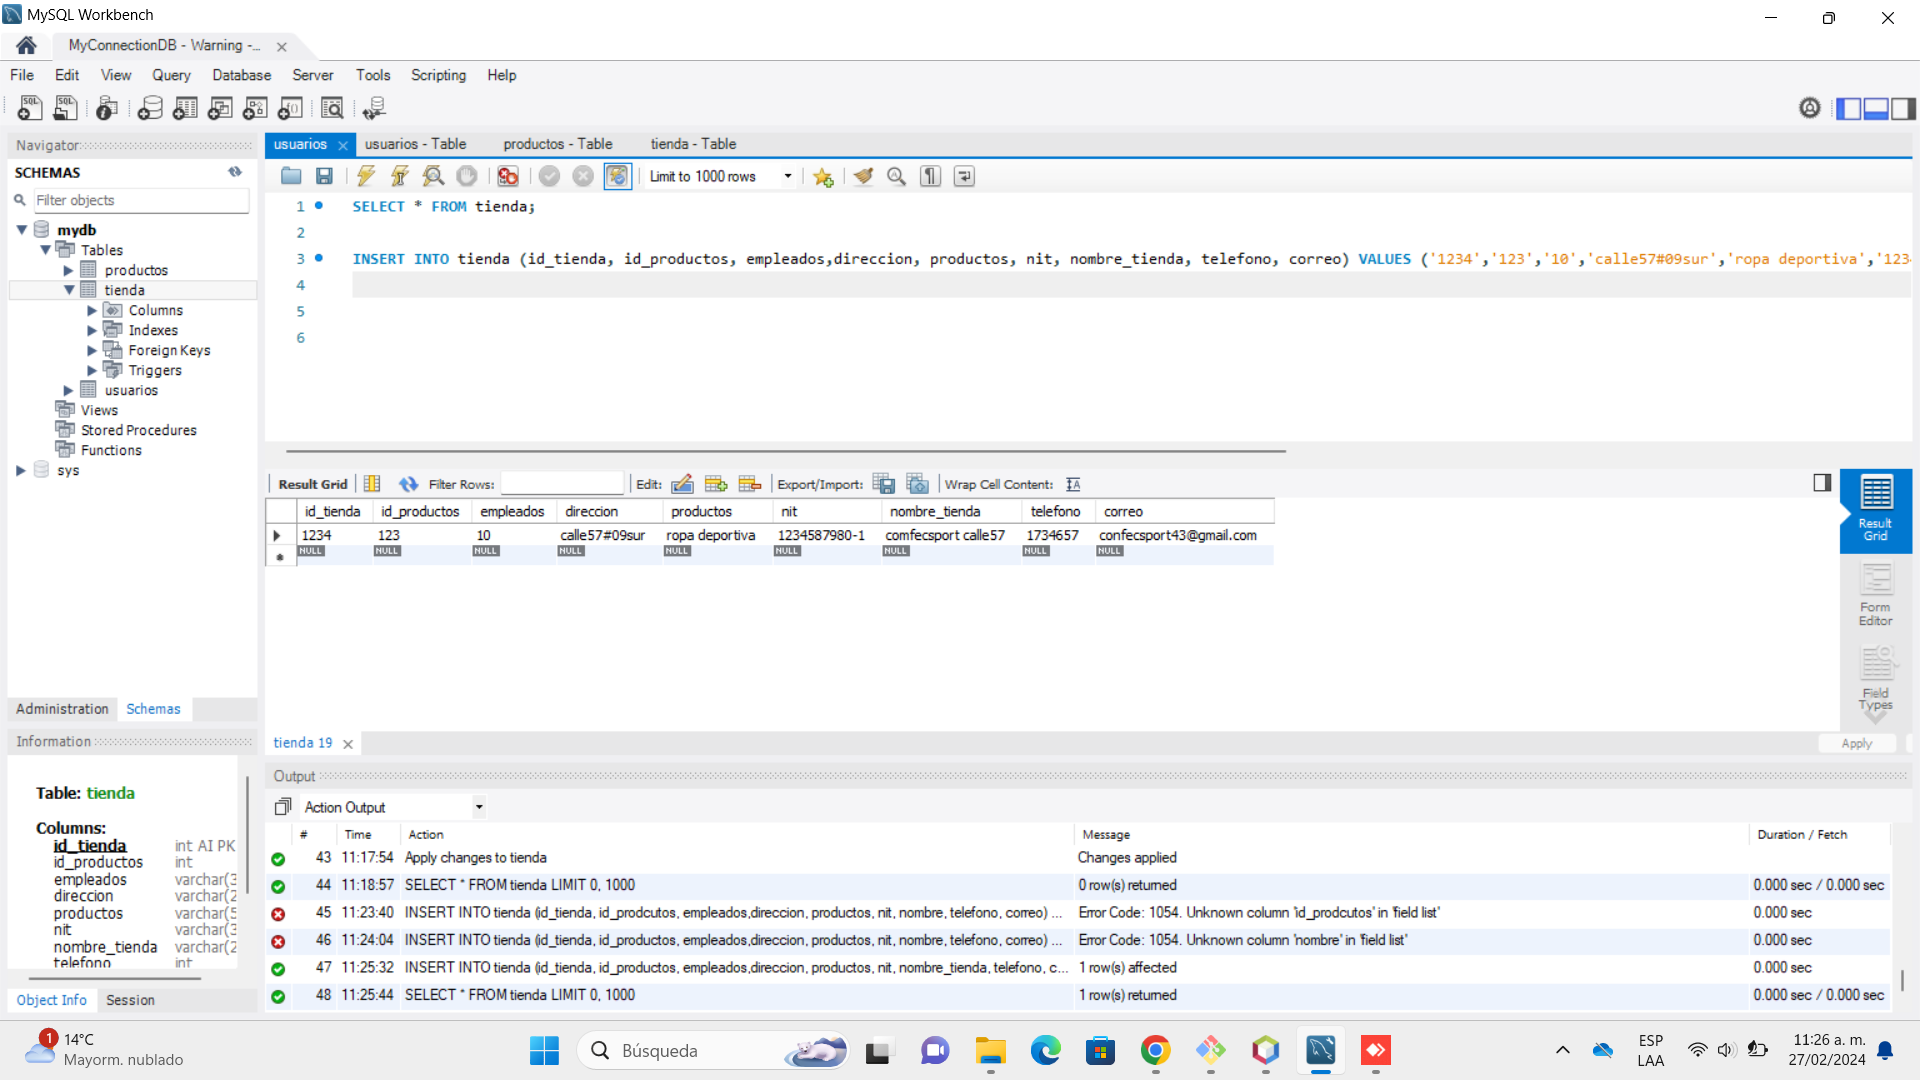 MySQL Workbench
MyConnectionDB - Warning -...
File Edit View Query Database Server Tools Scripting Help
Navigator
SCHEMAS
Filter objects
mydb
Tables
productos
tienda
Columns
Indexes
Foreign Keys
Triggers
usuarios
Views
Stored Procedures
Functions
sys
Administration Schemas
Information
Table: tienda
Columns:
id_tienda int AI PK
id_productos int
empleados varchar(3
direccion varchar(2
productos varchar(5
nit varchar(3
nombre_tienda varchar(2
telefono int
Object Info Session
usuarios usuarios - Table productos - Table tienda - Table
Limit to 1000 rows
1 SELECT * FROM tienda;
2
3 INSERT INTO tienda (id_tienda, id_productos, empleados,direccion, productos, nit, nombre_tienda, telefono, correo) VALUES ('1234','123','10','calle57#09sur','ropa deportiva','123
4
5
6
Result Grid Filter Rows: Edit: Export/Import: Wrap Cell Content:
id_tienda id_productos empleados direccion productos nit nombre_tienda telefono correo
1234 123 10 calle57#09sur ropa deportiva 1234587980-1 comfecsport calle57 1734657 confecsport43@gmail.com
NULL NULL NULL NULL NULL NULL NULL NULL NULL
Result Grid
Form Editor
Field Types
tienda 19
Apply
Output
Action Output
# Time Action Message Duration / Fetch
43 11:17:54 Apply changes to tienda Changes applied
44 11:18:57 SELECT * FROM tienda LIMIT 0, 1000 0 row(s) returned 0.000 sec / 0.000 sec
45 11:23:40 INSERT INTO tienda (id_tienda, id_prodcutos, empleados,direccion, productos, nit, nombre, telefono, correo) ... Error Code: 1054. Unknown column 'id_prodcutos' in 'field list' 0.000 sec
46 11:24:04 INSERT INTO tienda (id_tienda, id_productos, empleados,direccion, productos, nit, nombre, telefono, correo) ... Error Code: 1054. Unknown column 'nombre' in 'field list' 0.000 sec
47 11:25:32 INSERT INTO tienda (id_tienda, id_productos, empleados,direccion, productos, nit, nombre_tienda, telefono, c... 1 row(s) affected 0.000 sec
48 11:25:44 SELECT * FROM tienda LIMIT 0, 1000 1 row(s) returned 0.000 sec / 0.000 sec
1
14°C
Mayorm. nublado
Búsqueda
ESP
LAA
11:26 a. m.
27/02/2024